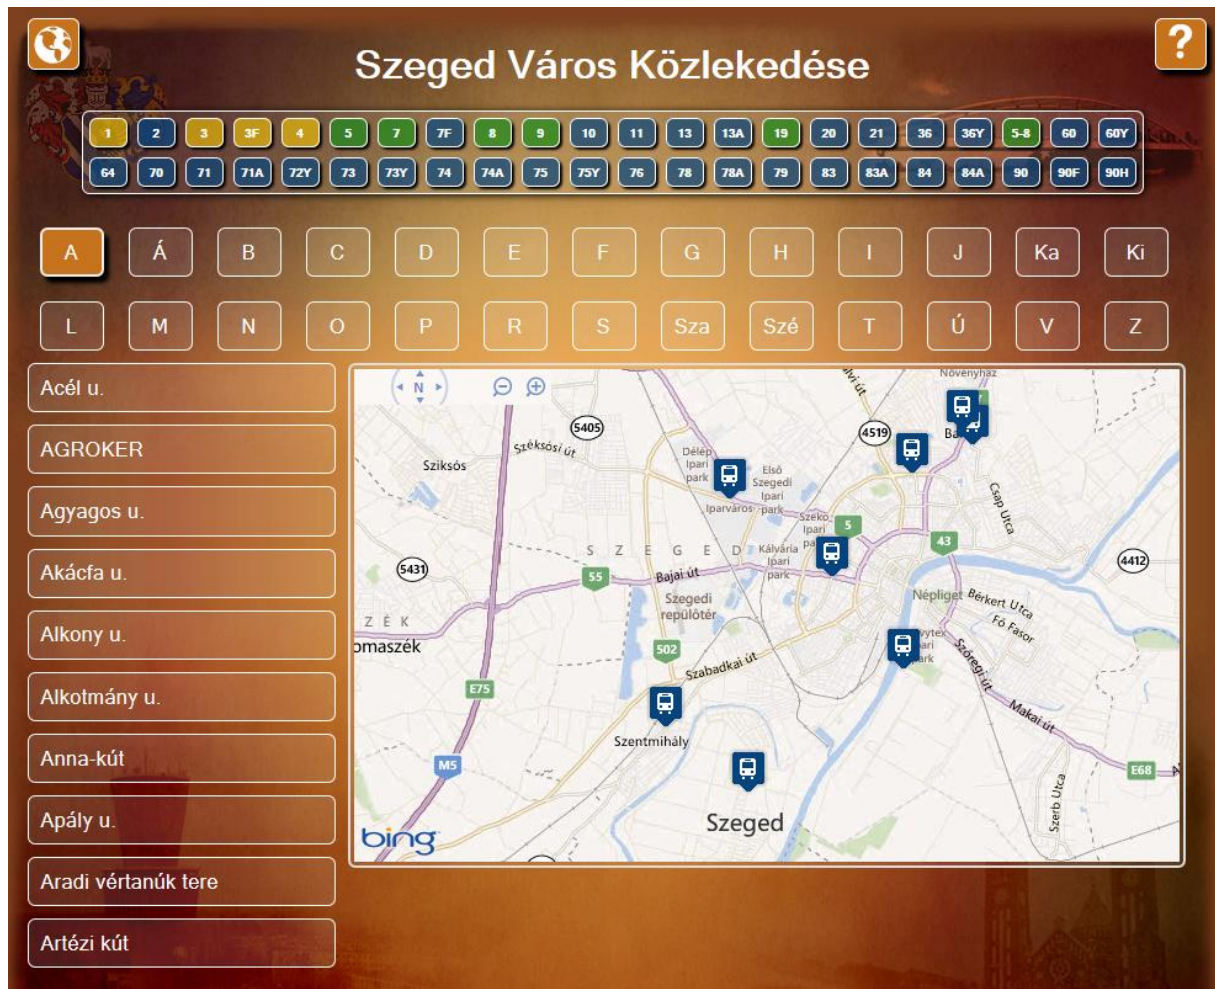 ?
Szeged Város Közlekedése
1 2 3 3F 4 5 7 7F 8 9 10 11 13 13A 19 20 21 36 36Y 5-8 60 60Y
64 70 71 71A 72Y 73 73Y 74 74A 75 75Y 76 78 78A 79 83 83A 84 84A 90 90F 90H
A Á B C D E F G H I J Ka Ki
L M N O P R S Sza Szé T Ú V Z
Acél u.
AGROKER
Agyagos u.
Akácfa u.
Alkony u.
Alkotmány u.
Anna-kút
Apály u.
Aradi vértanúk tere
Artézi kút
N
Növényház
5405
4519
Széksósi út
Sziksós
Délép
Ipari
park
Első
Szegedi
Ipari
park
Iparváros
Csap Utca
5
43
SZEGED
Kálvária
Ipari
park
4412
5431
55
Bajai út
Szegedi
repülőtér
Népliget
Bérkert Utca
Fő Fasor
ZÉK
502
Szabadkai út
Szőregi út
E75
Makai út
Szentmihály
M5
E68
Szerb Utca
Szeged
bing